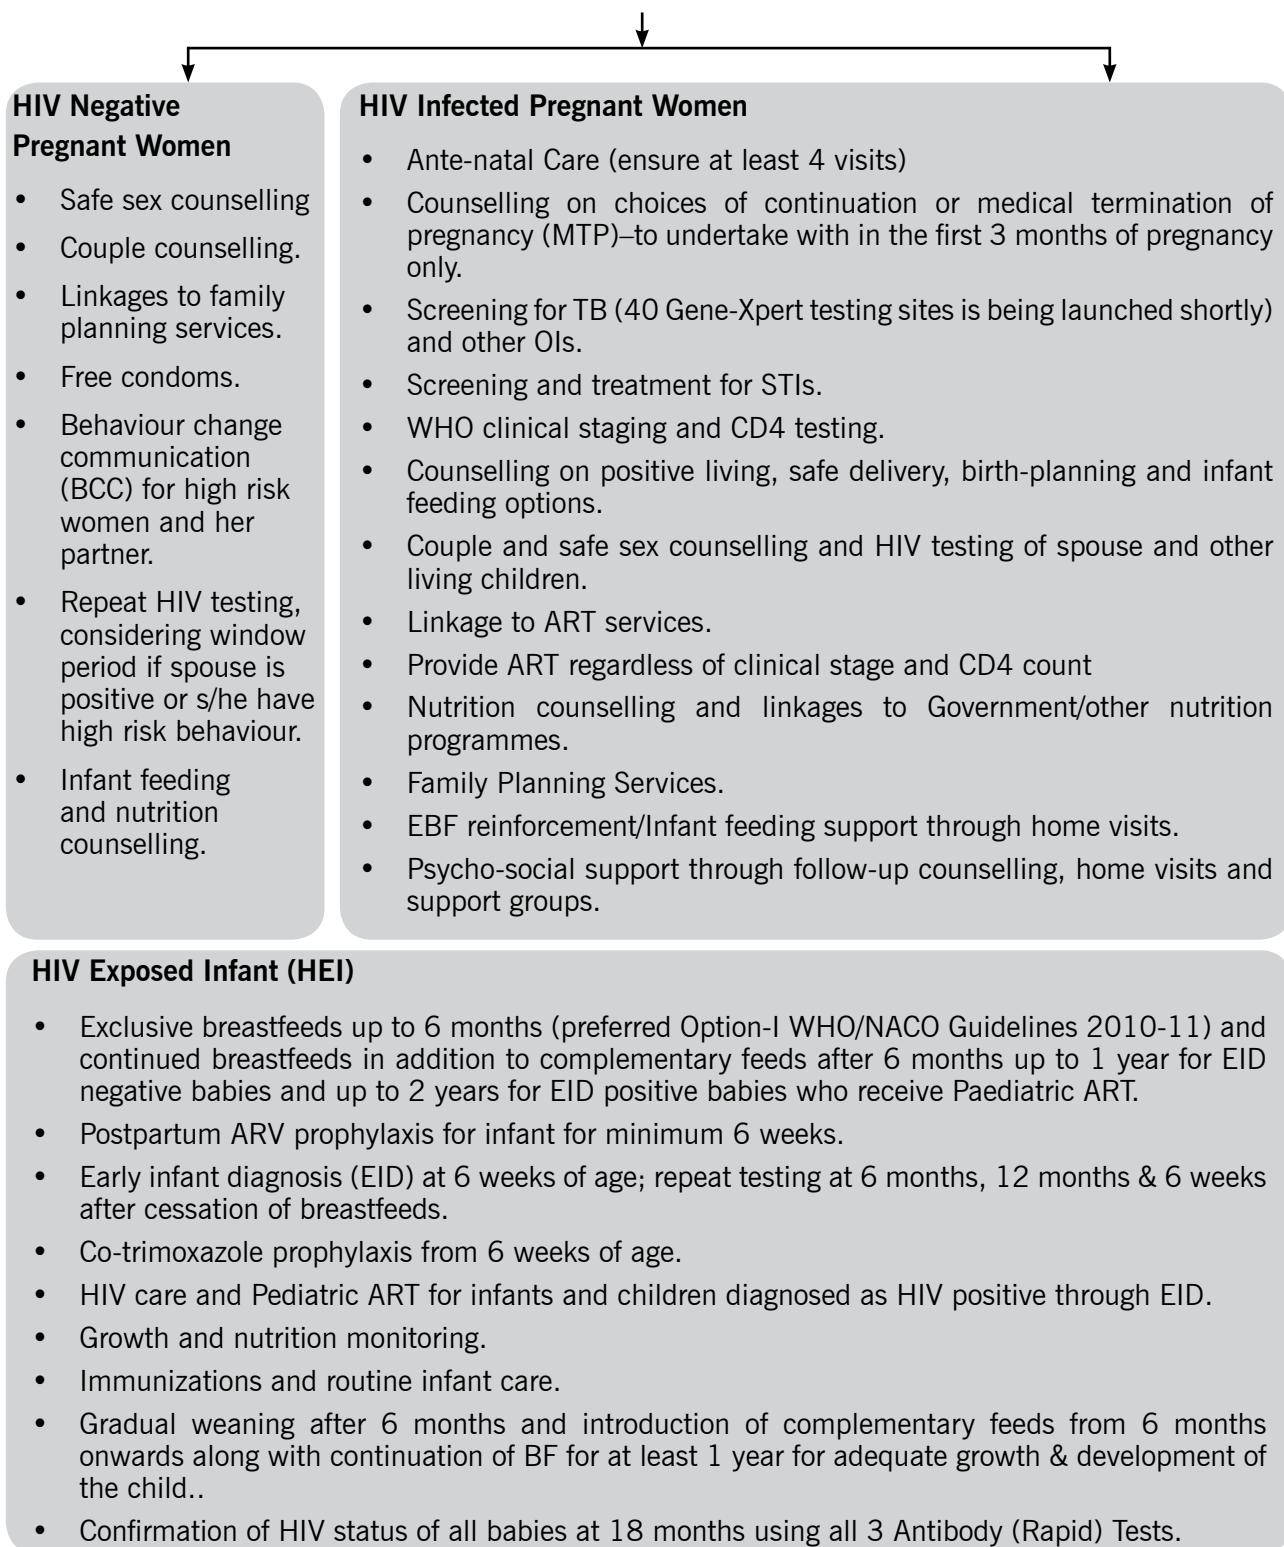 HIV Negative
Pregnant Women
• Safe sex counselling
• Couple counselling.
• Linkages to family
planning services.
• Free condoms.
• Behaviour change
communication
(BCC) for high risk
women and her
partner.
• Repeat HIV testing,
considering window
period if spouse is
positive or s/he have
high risk behaviour.
• Infant feeding
and nutrition
counselling.
HIV Infected Pregnant Women
• Ante-natal Care (ensure at least 4 visits)
• Counselling on choices of continuation or medical termination of
pregnancy (MTP)–to undertake with in the first 3 months of pregnancy
only.
• Screening for TB (40 Gene-Xpert testing sites is being launched shortly)
and other OIs.
• Screening and treatment for STIs.
• WHO clinical staging and CD4 testing.
• Counselling on positive living, safe delivery, birth-planning and infant
feeding options.
• Couple and safe sex counselling and HIV testing of spouse and other
living children.
• Linkage to ART services.
• Provide ART regardless of clinical stage and CD4 count
• Nutrition counselling and linkages to Government/other nutrition
programmes.
• Family Planning Services.
• EBF reinforcement/Infant feeding support through home visits.
• Psycho-social support through follow-up counselling, home visits and
support groups.
HIV Exposed Infant (HEI)
• Exclusive breastfeeds up to 6 months (preferred Option-I WHO/NACO Guidelines 2010-11) and
continued breastfeeds in addition to complementary feeds after 6 months up to 1 year for EID
negative babies and up to 2 years for EID positive babies who receive Paediatric ART.
• Postpartum ARV prophylaxis for infant for minimum 6 weeks.
• Early infant diagnosis (EID) at 6 weeks of age; repeat testing at 6 months, 12 months & 6 weeks
after cessation of breastfeeds.
• Co-trimoxazole prophylaxis from 6 weeks of age.
• HIV care and Pediatric ART for infants and children diagnosed as HIV positive through EID.
• Growth and nutrition monitoring.
• Immunizations and routine infant care.
• Gradual weaning after 6 months and introduction of complementary feeds from 6 months
onwards along with continuation of BF for at least 1 year for adequate growth & development of
the child..
• Confirmation of HIV status of all babies at 18 months using all 3 Antibody (Rapid) Tests.